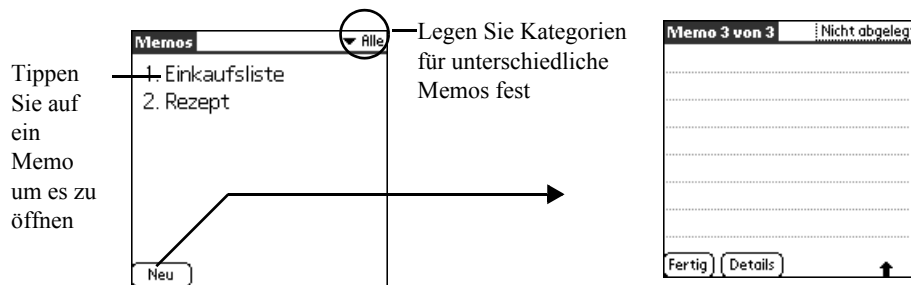 Memos
Alle
1. Einkaufsliste
2. Rezept
Neu
Tippen
Sie auf
ein
Memo
um es zu
öffnen
Legen Sie Kategorien
für unterschiedliche
Memos fest
Memo 3 von 3
Nicht abgelegt
Fertig
Details